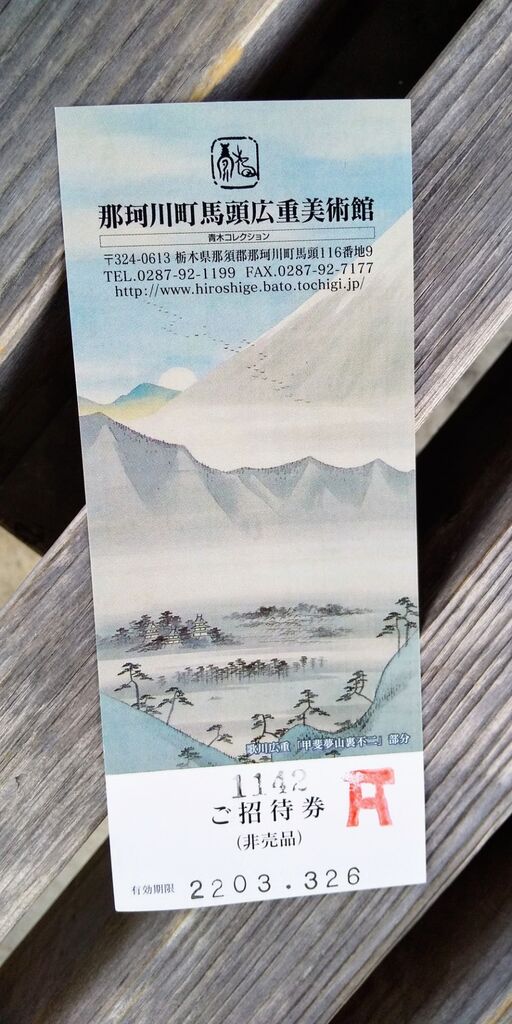 那珂川町馬頭広重美術館
青木コレクション
〒324-0613 栃木県那須郡那珂川町馬頭116番地9
TEL.0287-92-1199 FAX.0287-92-7177
http://www.hiroshige.bato.tochigi.jp/
歌川広重「甲斐夢山裏不二」部分
1142
ご招待券
(非売品)
有効期限 2203.326